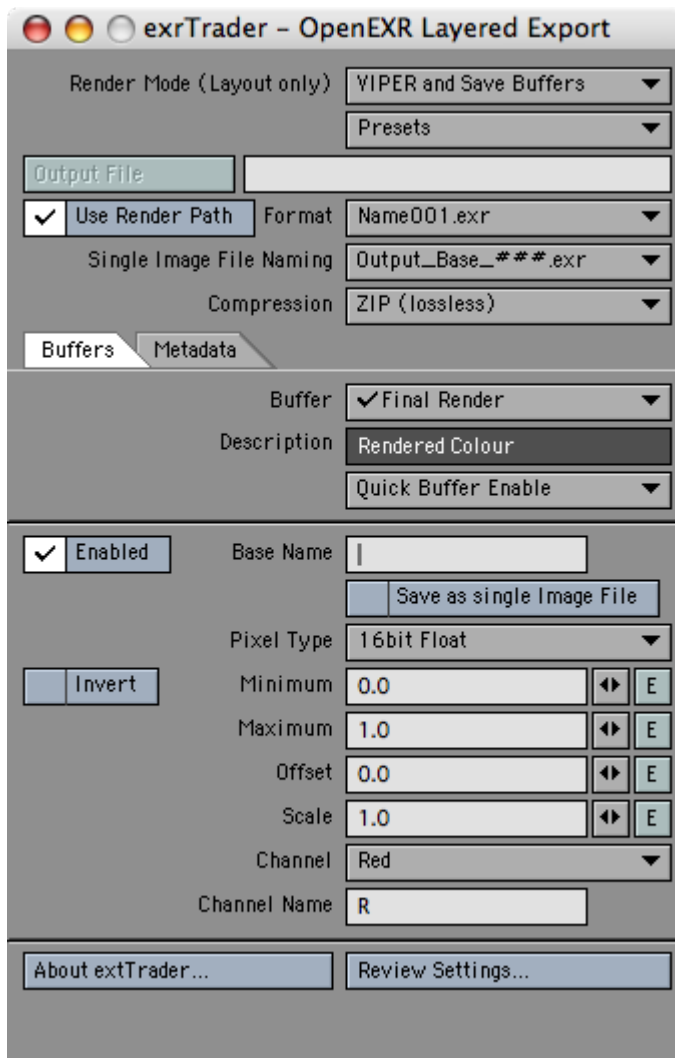 exrTrader – OpenEXR Layered Export
Render Mode (Layout only) VIPER and Save Buffers
Presets
Output File
Use Render Path Format Name001.exr
Single Image File Naming Output_Base_###.exr
Compression ZIP (lossless)
Buffers Metadata
Buffer Final Render
Description Rendered Colour
Quick Buffer Enable
Enabled Base Name
Save as single Image File
Pixel Type 16bit Float
Invert Minimum 0.0 E
Maximum 1.0 E
Offset 0.0 E
Scale 1.0 E
Channel Red
Channel Name R
About extTrader... Review Settings...